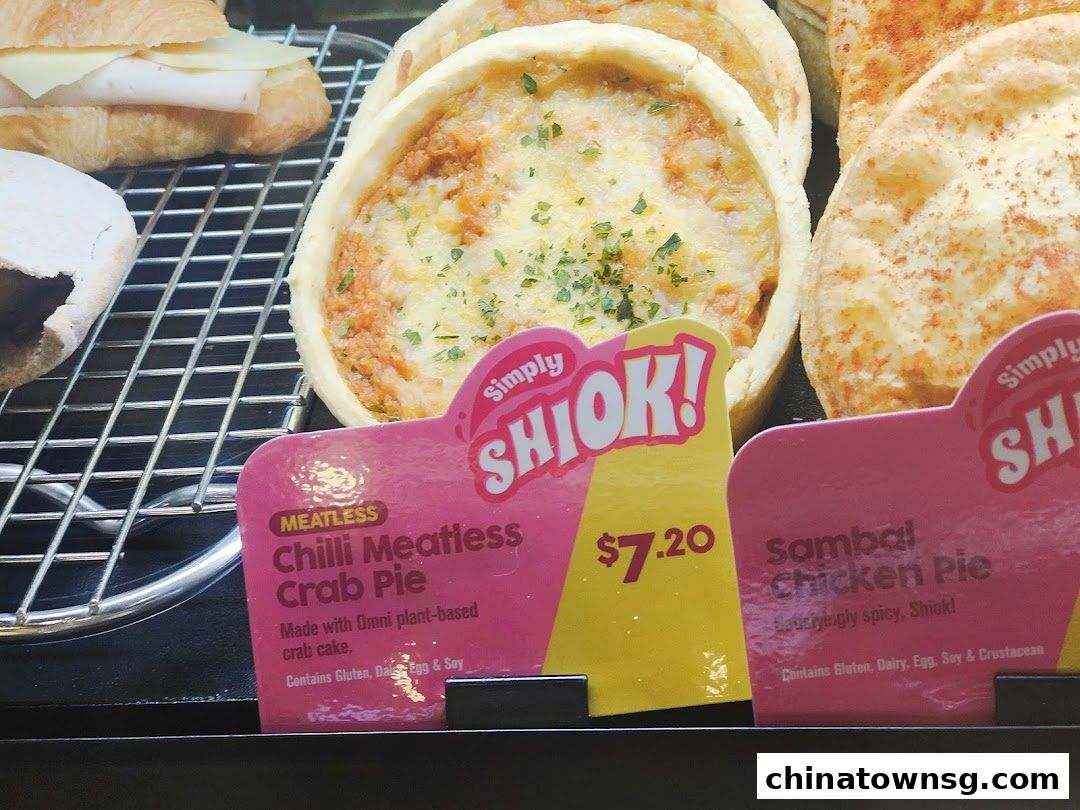 Simply
SHIOK!
MEATLESS
Chilli Meatless
Crab Pie
Made with Omni plant-based
crab cake.
Contains Gluten, Dairy, Egg & Soy
$7.20
Simply
Sambal
Chicken Pie
spicy, Shiok!
Contains Gluten, Dairy, Egg, Soy & Crustacean
chinatownsg.com